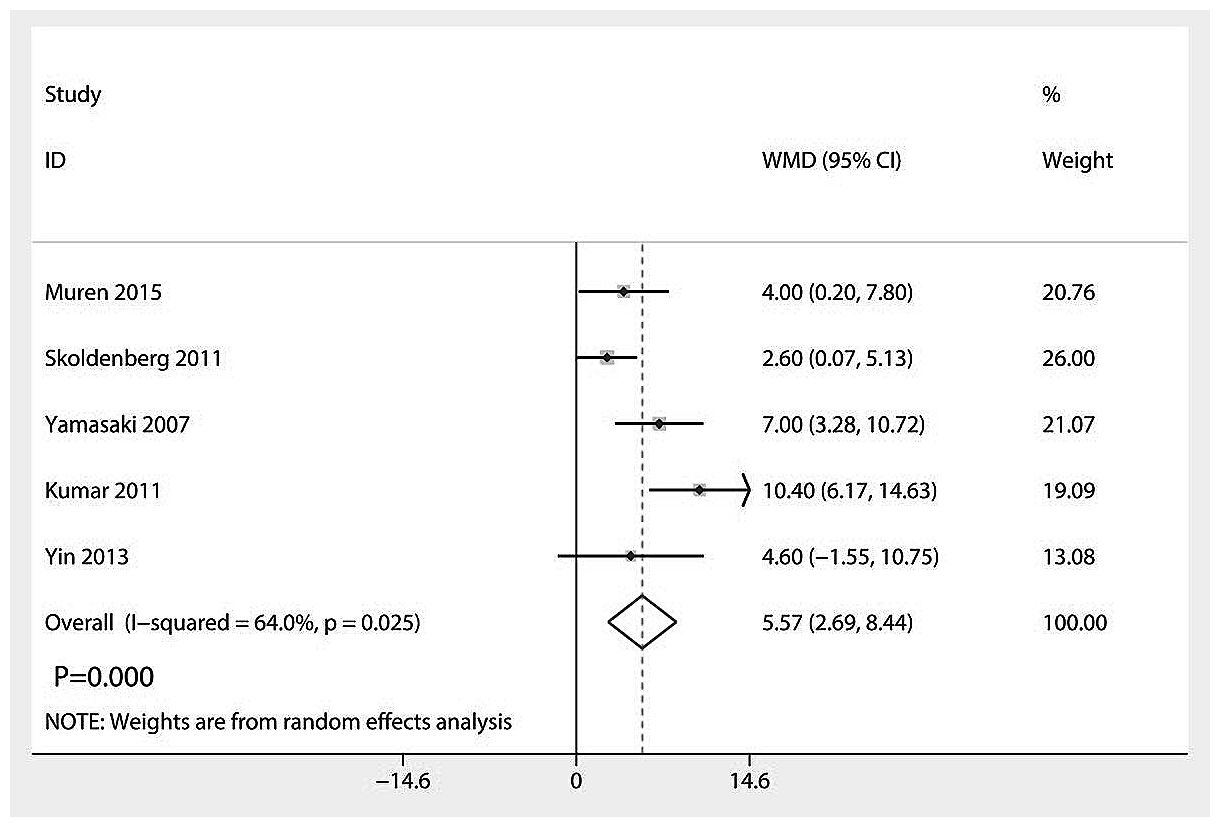 Study %
ID WMD (95% CI) Weight
Muren 2015 4.00 (0.20, 7.80) 20.76
Skoldenberg 2011 2.60 (0.07, 5.13) 26.00
Yamasaki 2007 7.00 (3.28, 10.72) 21.07
Kumar 2011 10.40 (6.17, 14.63) 19.09
Yin 2013 4.60 (−1.55, 10.75) 13.08
Overall (I−squared = 64.0%, p = 0.025) 5.57 (2.69, 8.44) 100.00
P=0.000
NOTE: Weights are from random effects analysis
−14.6 0 14.6